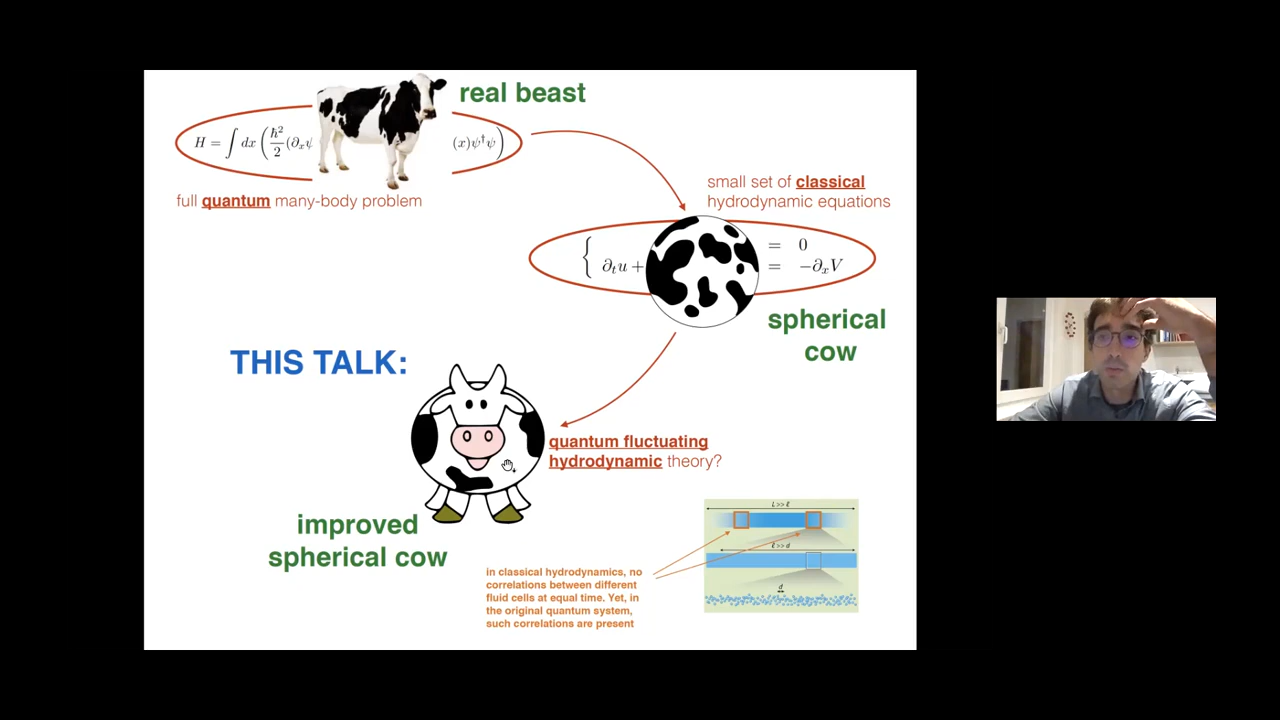 real beast
H = ∫ dx ( ħ²/2 (∂ₓψ
(x)ψ†ψ )
full quantum many-body problem
small set of classical
hydrodynamic equations
= 0
∂ₜu +
= −∂ₓV
spherical
cow
THIS TALK:
quantum fluctuating
hydrodynamic theory?
improved
spherical cow
in classical hydrodynamics, no
correlations between different
fluid cells at equal time. Yet, in
the original quantum system,
such correlations are present
L >> ℓ
ℓ >> d
d